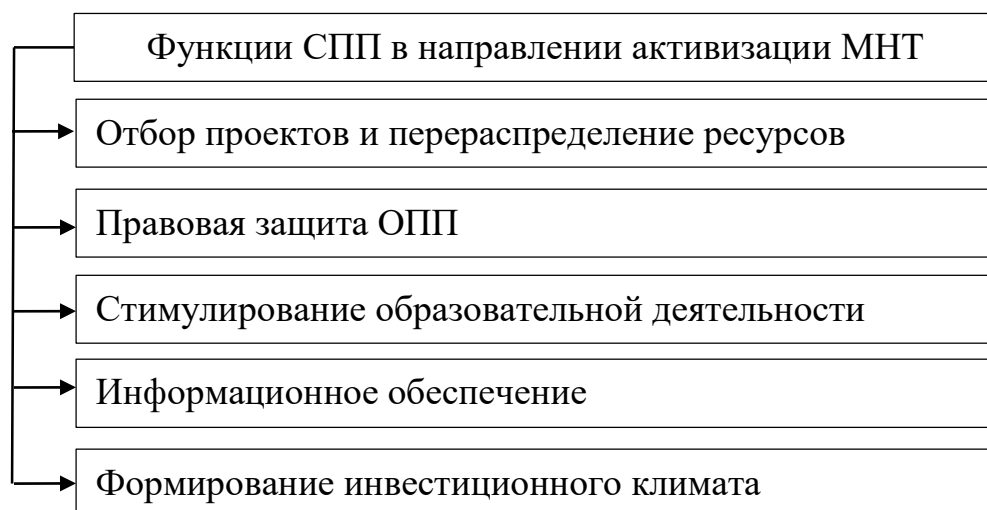 Функции СПП в направлении активизации МНТ
Отбор проектов и перераспределение ресурсов
Правовая защита ОПП
Стимулирование образовательной деятельности
Информационное обеспечение
Формирование инвестиционного климата